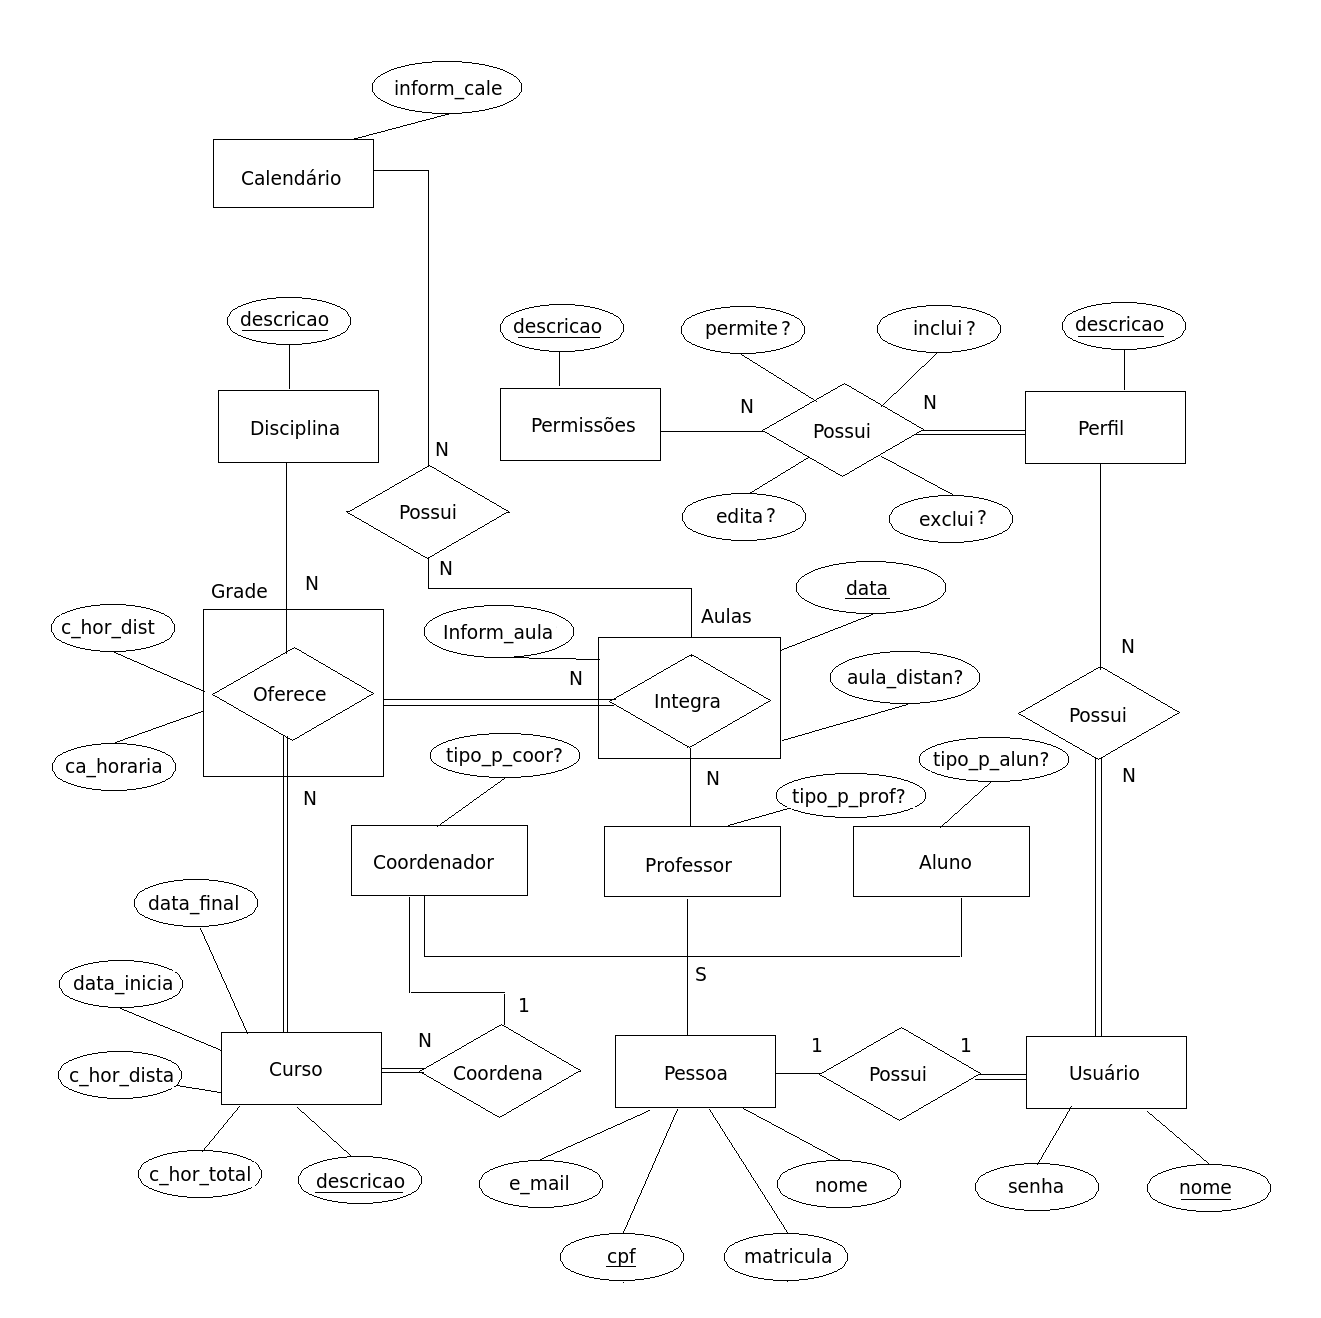 inform_cale
Calendário
descricao
descricao
permite ?
inclui ?
descricao
N
N
Disciplina
Permissões
Possui
Perfil
N
Possui
edita ?
exclui ?
N
N
Grade
data
Aulas
c_hor_dist
Inform_aula
N
N
aula_distan?
Oferece
Integra
Possui
ca_horaria
tipo_p_coor?
tipo_p_alun?
N
N
N
tipo_p_prof?
Coordenador
Professor
Aluno
data_final
S
data_inicia
1
N
1
1
Curso
c_hor_dista
Coordena
Pessoa
Possui
Usuário
c_hor_total
descricao
e_mail
nome
senha
nome
cpf
matricula